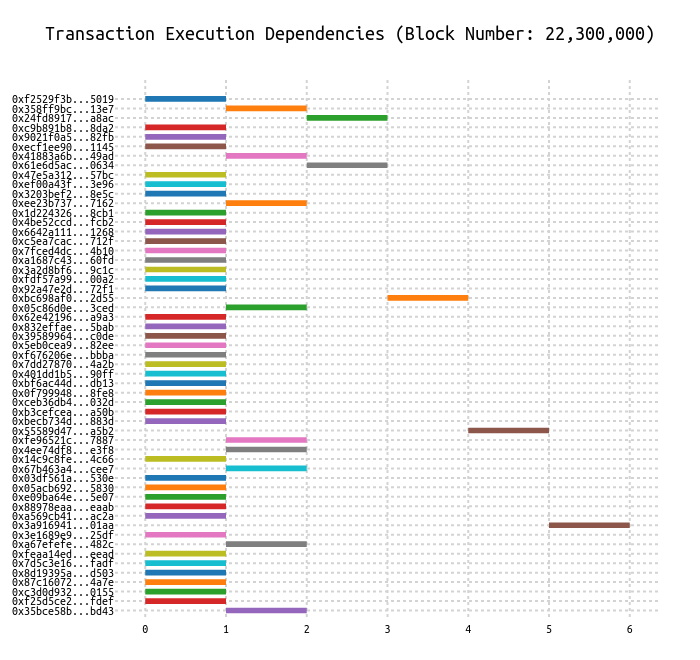 Transaction Execution Dependencies (Block Number: 22,300,000)
0xf2529f3b...5019
0x358ff9bc...13e7
0x24fd8917...a8ac
0xc9b891b8...8da2
0x9021f0a5...82fb
0xecf1ee90...1145
0x41883a6b...49ad
0x61e6d5ac...0634
0x47e5a312...57bc
0xef00a43f...3e96
0x3203bef2...8e5c
0xee23b737...7162
0x1d224326...8cb1
0x4be52ccd...fcb2
0x6642a111...1268
0xc5ea7cac...712f
0x7fced4dc...4b10
0xa1687c43...60fd
0x3a2d8bf6...9c1c
0xfdf57a99...00a2
0x92a47e2d...72f1
0xbc698af0...2d55
0x05c86d0e...3ced
0x62e42196...a9a3
0x832effae...5bab
0x39589964...c0de
0x5eb0cea9...82ee
0xf676206e...bbba
0x7dd27870...4a2b
0x401dd1b5...90ff
0xbf6ac44d...db13
0x0f799948...8fe8
0xceb36db4...032d
0xb3cefcea...a50b
0xbecb734d...883d
0x55589d47...a5b2
0xfe96521c...7887
0x4ee74df8...e3f8
0x14c9c8fe...4c66
0x67b463a4...cee7
0x03df561a...530e
0x05acb692...5830
0xe09ba64e...5e07
0x88978eaa...eaab
0xa569cb41...ac2a
0x3a916941...01aa
0x3e1689e9...25df
0xa67efefe...482c
0xfeaa14ed...eead
0x7d5c3e16...fadf
0x8d19395a...d503
0x87c16072...4a7e
0xc3d0d932...0155
0xf25d5ce2...fdef
0x35bce58b...bd43
0 1 2 3 4 5 6